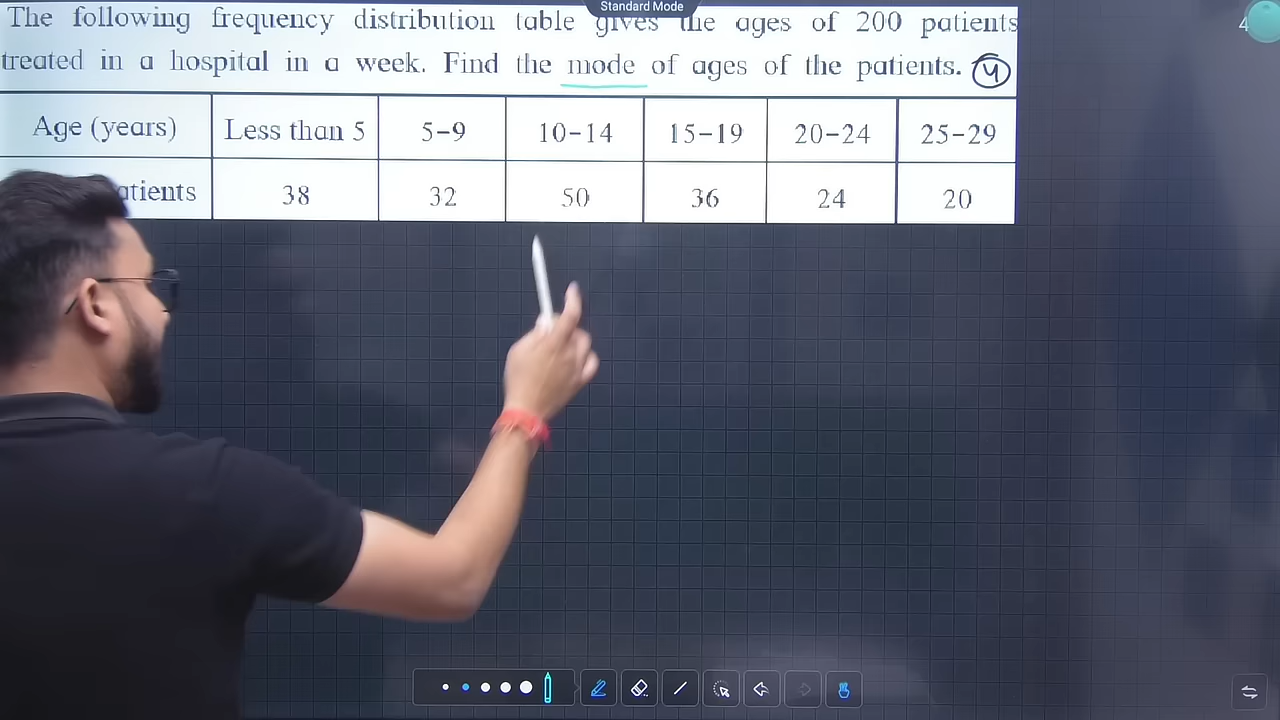 Standard Mode
The following frequency distribution table gives the ages of 200 patients
4
treated in a hospital in a week. Find the mode of ages of the patients. 4
Age (years) Less than 5 5-9 10-14 15-19 20-24 25-29
atients 38 32 50 36 24 20